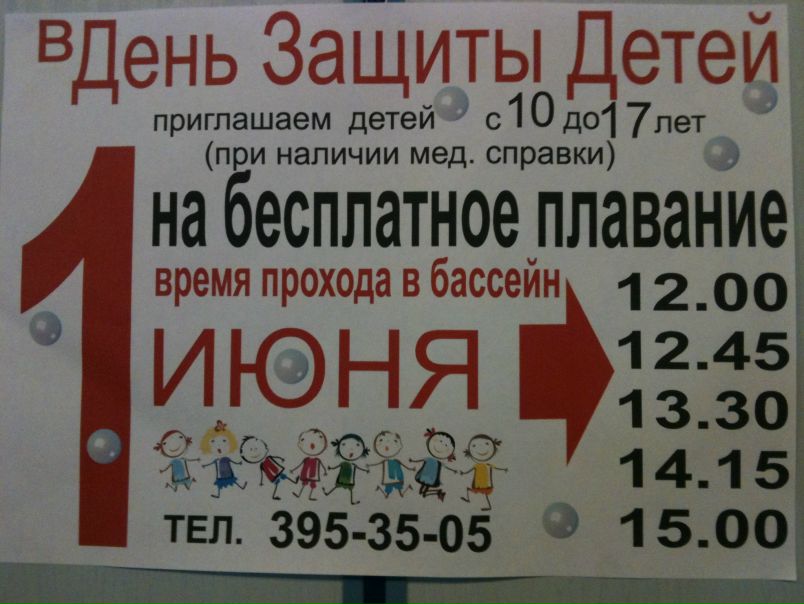 в День Защиты Детей
приглашаем детей с 10 до 17 лет
(при наличии мед. справки)
на бесплатное плавание
время прохода в бассейн
1 ИЮНЯ
12.00
12.45
13.30
14.15
15.00
ТЕЛ. 395-35-05